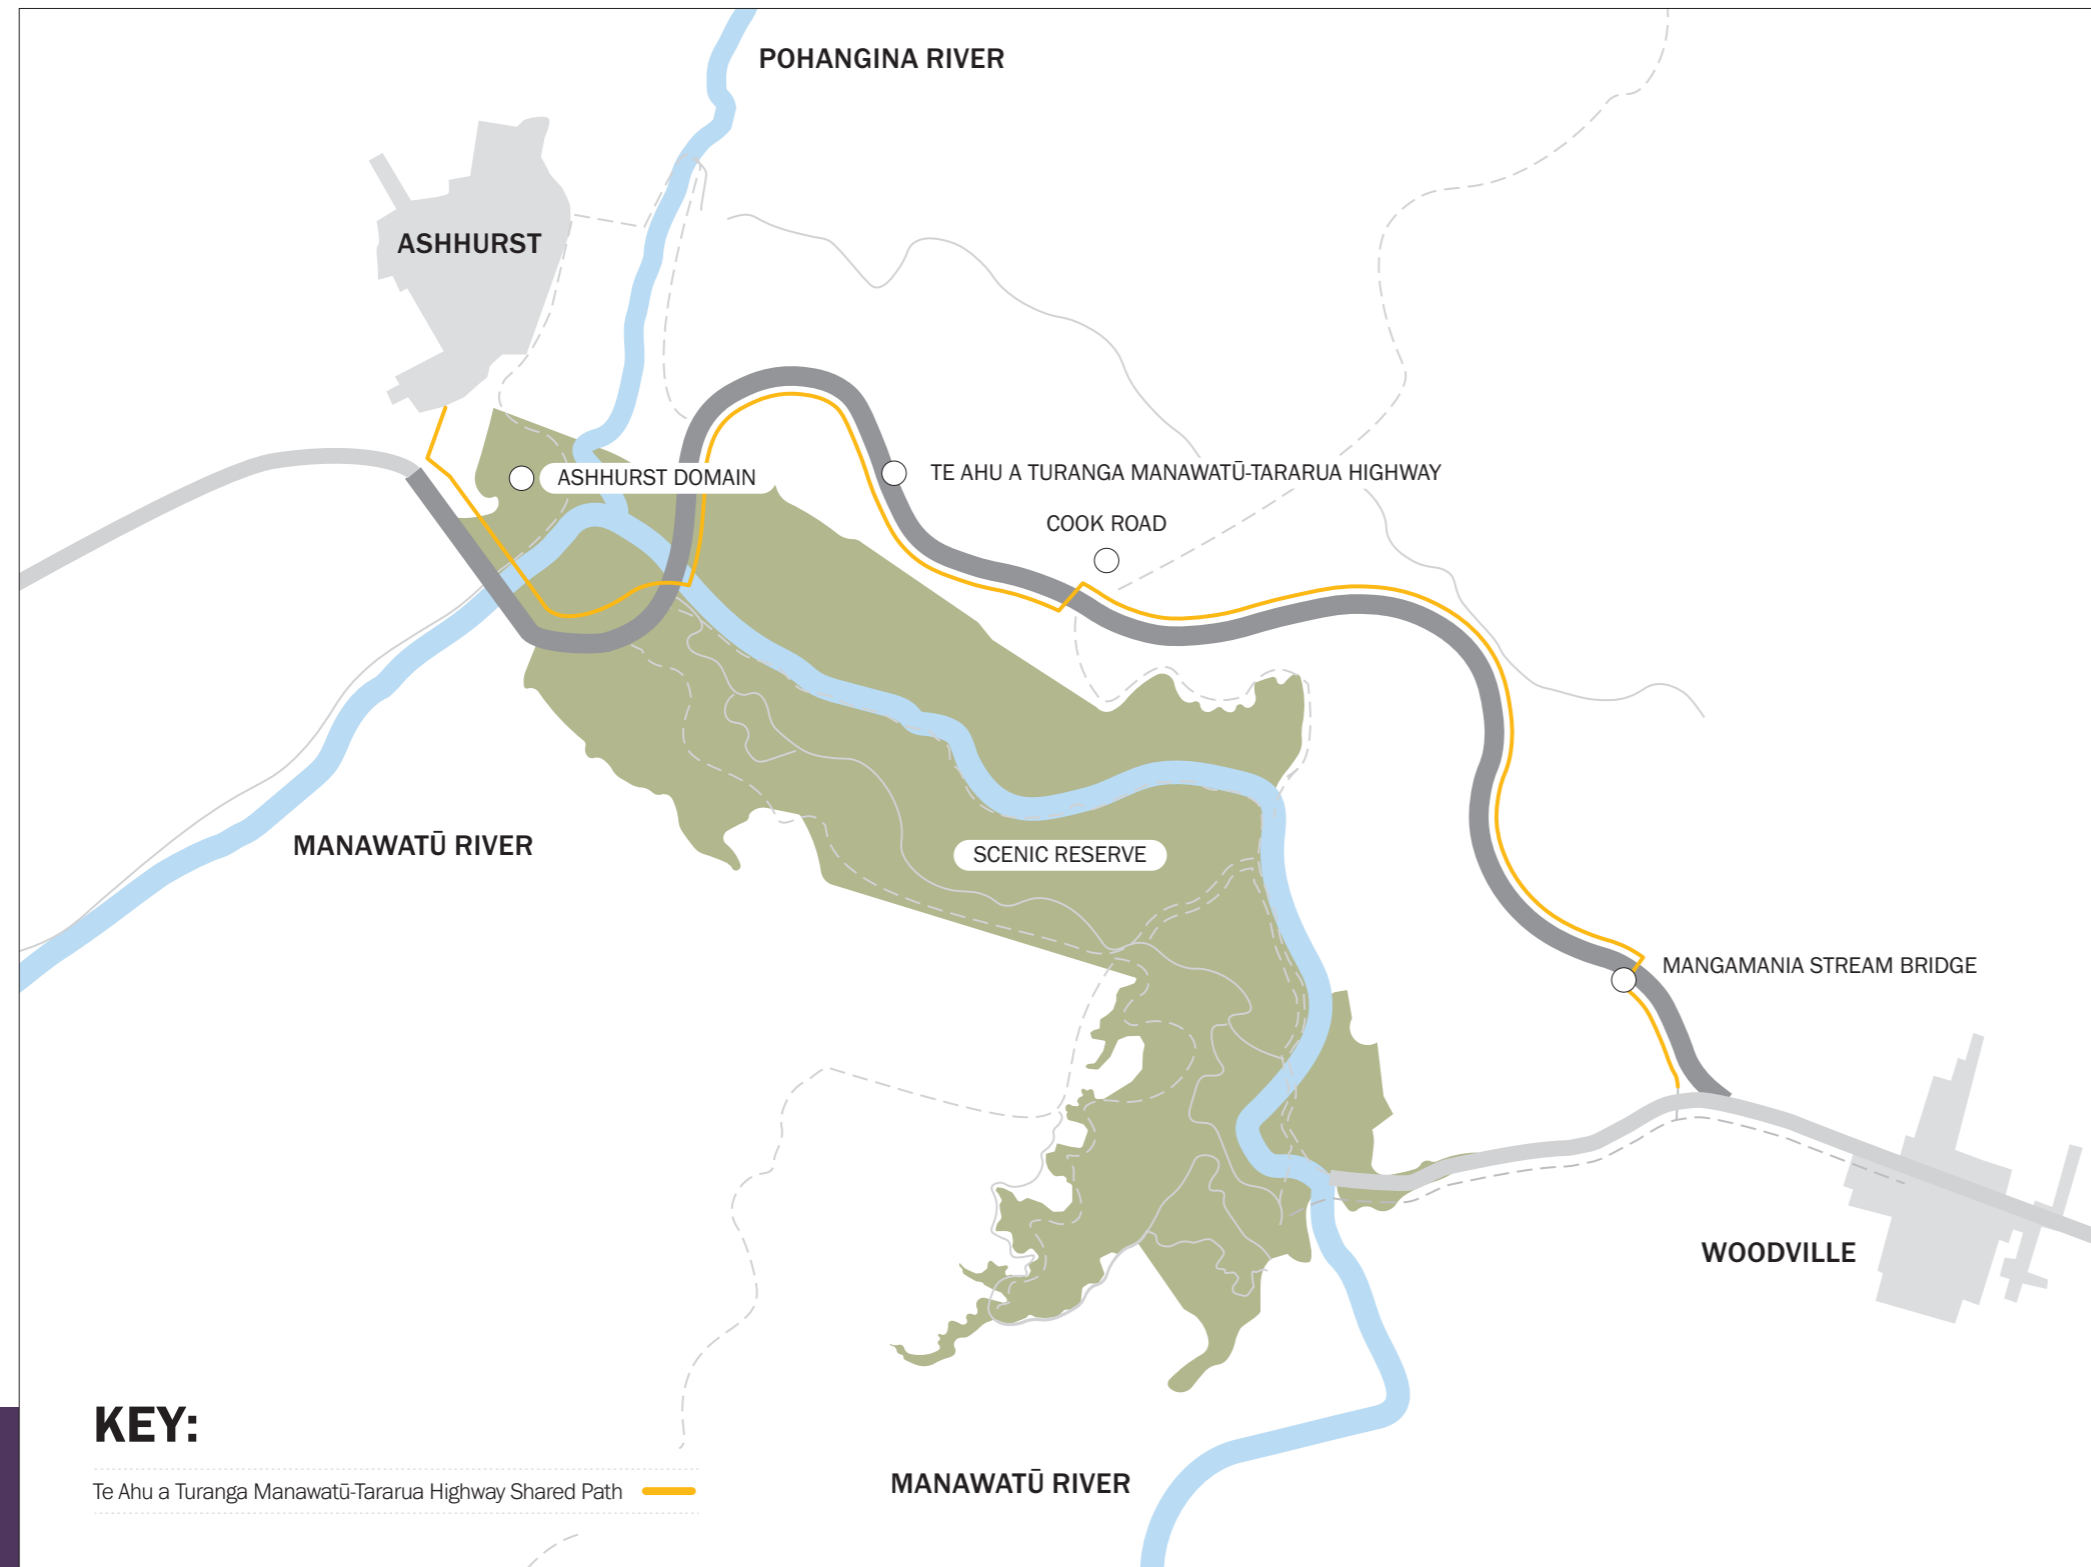 POHANGINA RIVER
ASHHURST
ASHHURST DOMAIN
TE AHU A TURANGA MANAWATŪ-TARARUA HIGHWAY
COOK ROAD
MANAWATŪ RIVER
SCENIC RESERVE
MANGAMANIA STREAM BRIDGE
WOODVILLE
KEY:
Te Ahu a Turanga Manawatū-Tararua Highway Shared Path
MANAWATŪ RIVER